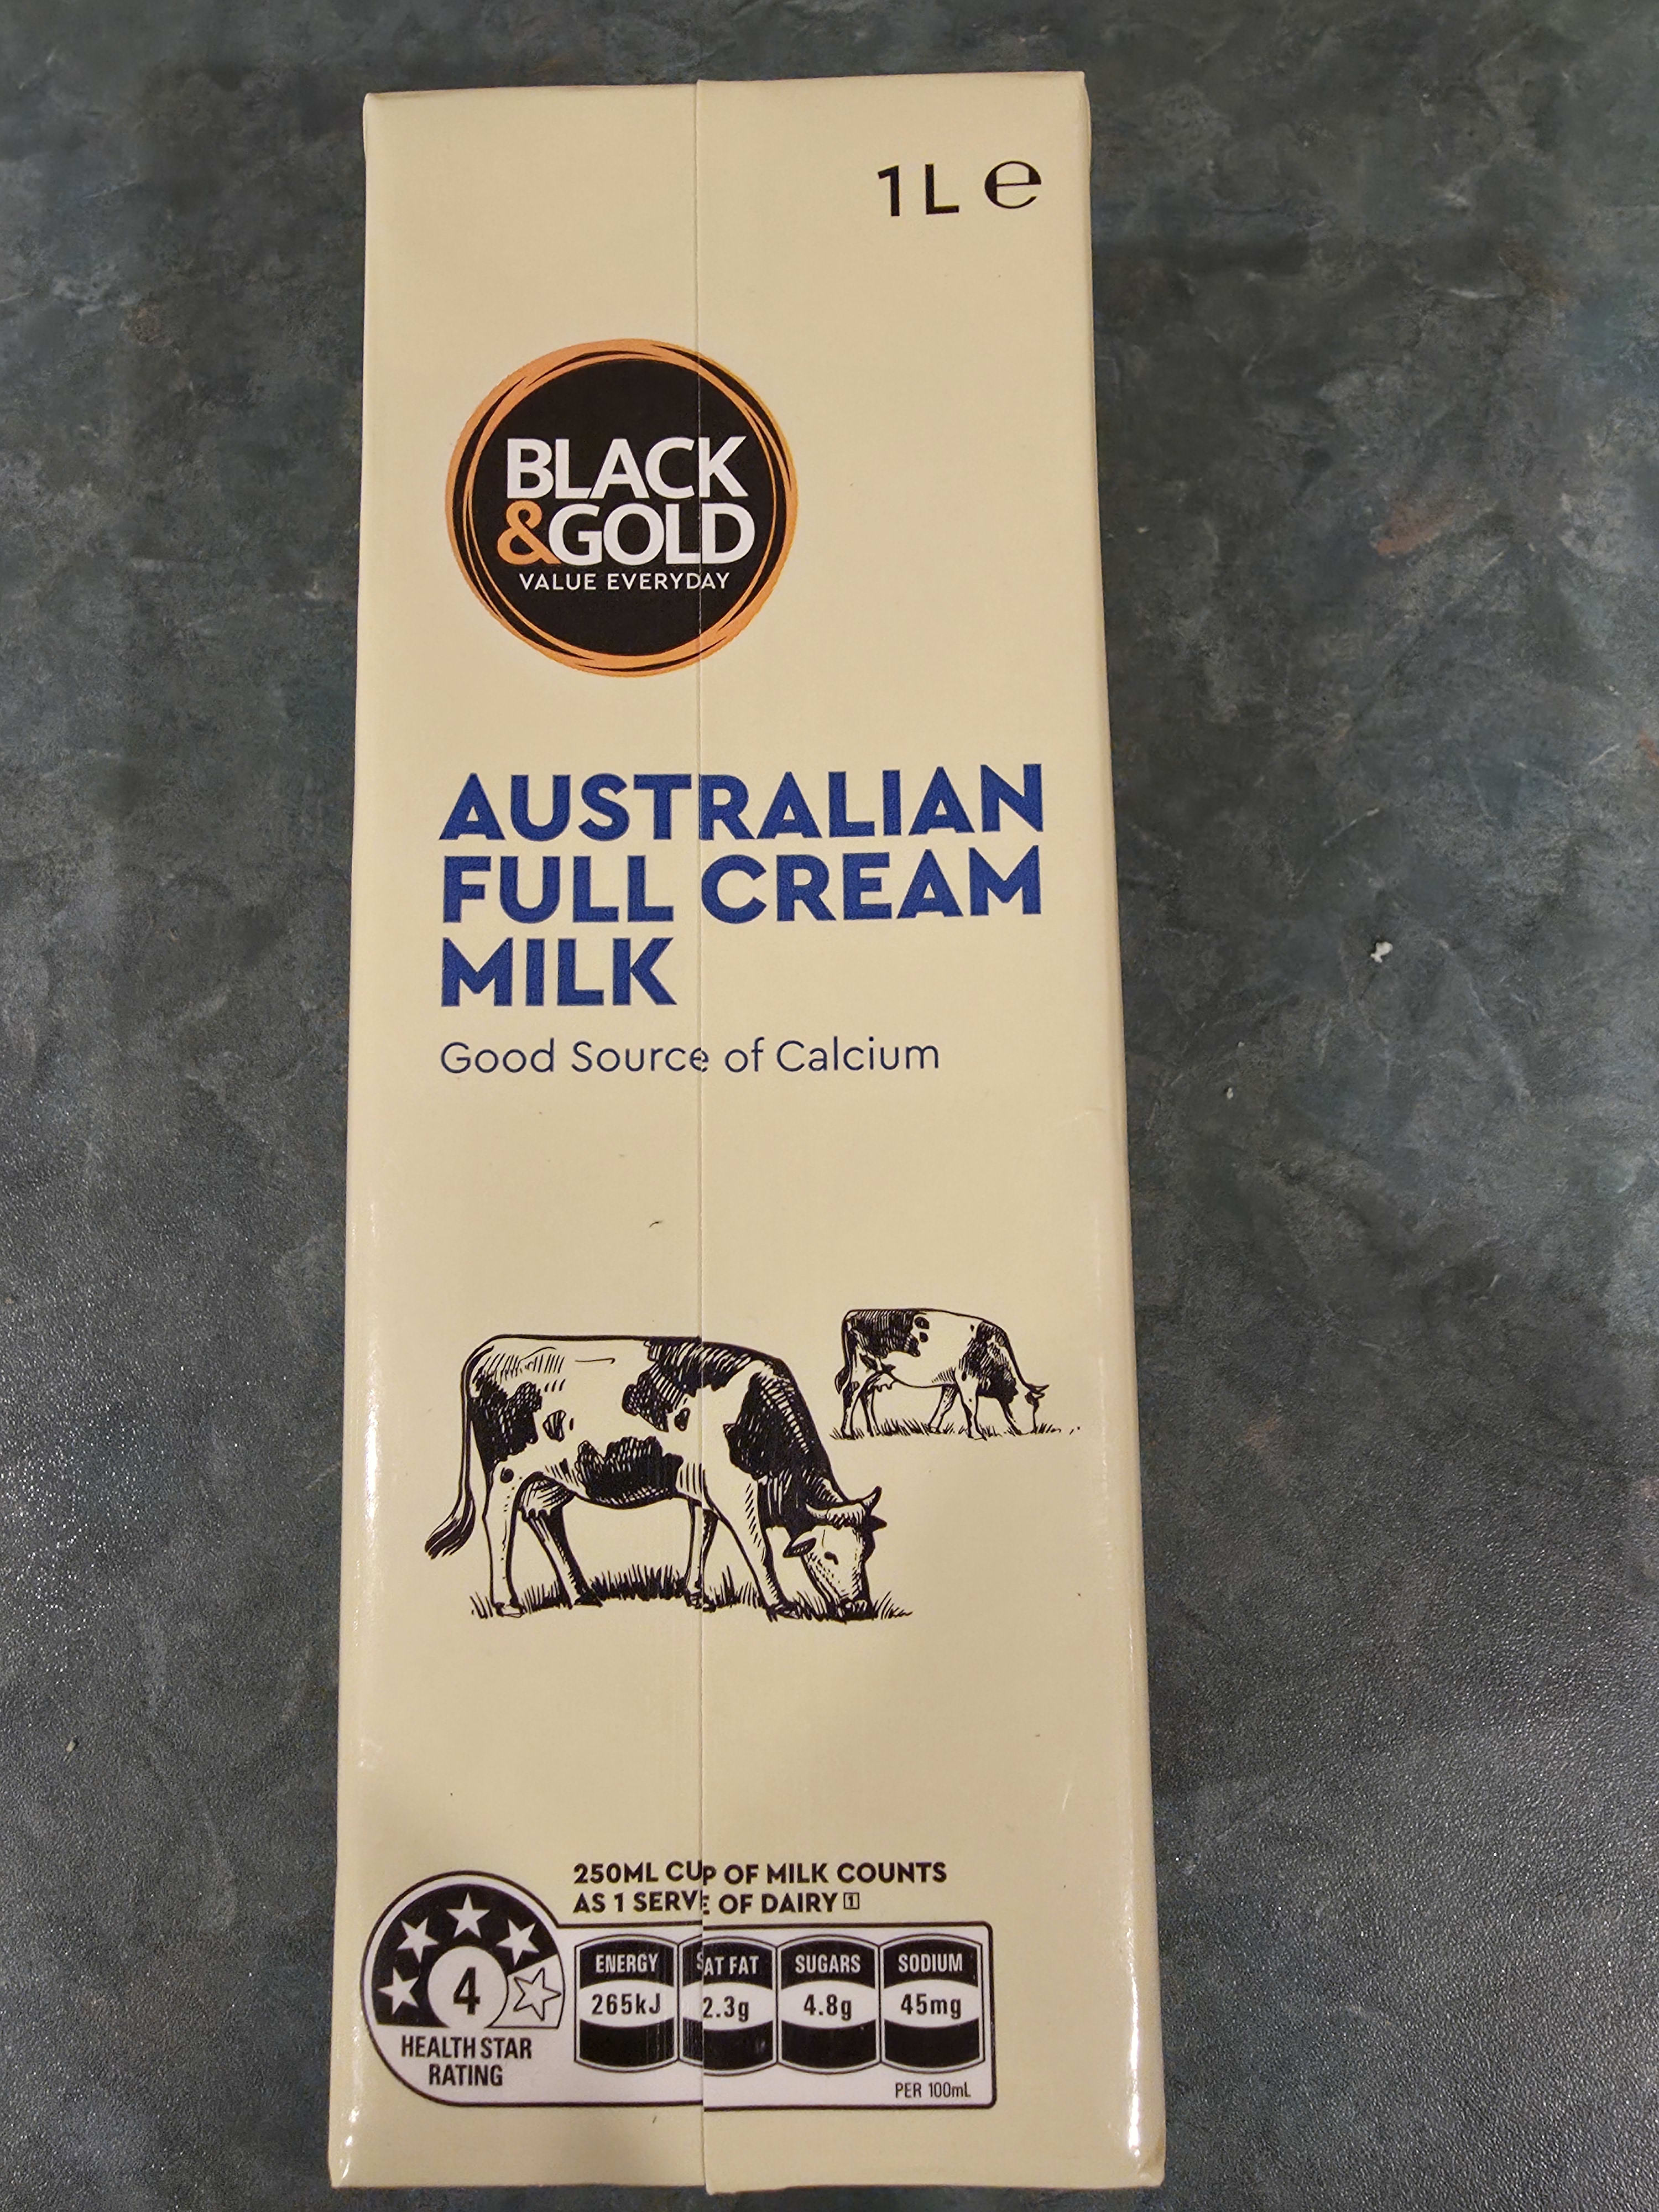 1L ℮
BLACK
&GOLD
VALUE EVERYDAY
AUSTRALIAN
FULL CREAM
MILK
Good Source of Calcium
250ML CUP OF MILK COUNTS
AS 1 SERVE OF DAIRY 1
4
HEALTH STAR
RATING
ENERGY SAT FAT SUGARS SODIUM
265kJ 2.3g 4.8g 45mg
PER 100mL